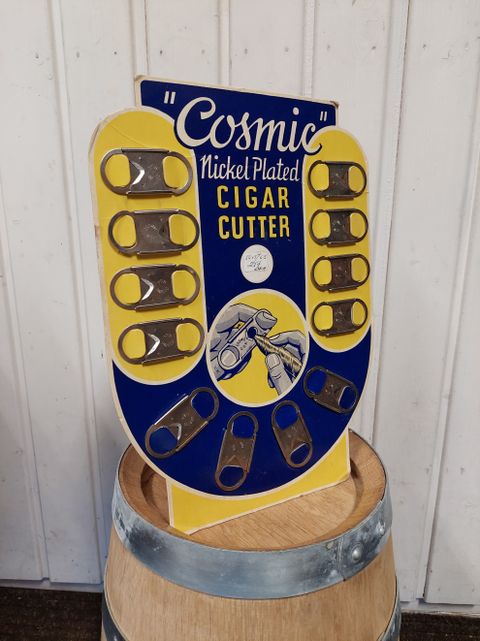 "Cosmic"
Nickel Plated
CIGAR
CUTTER